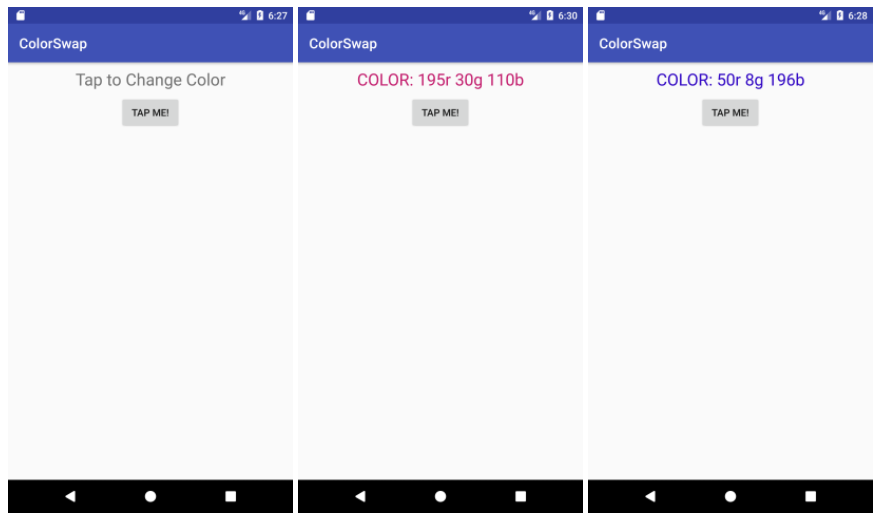 6:27
ColorSwap
Tap to Change Color
TAP ME!
6:30
ColorSwap
COLOR: 195r 30g 110b
TAP ME!
6:28
ColorSwap
COLOR: 50r 8g 196b
TAP ME!